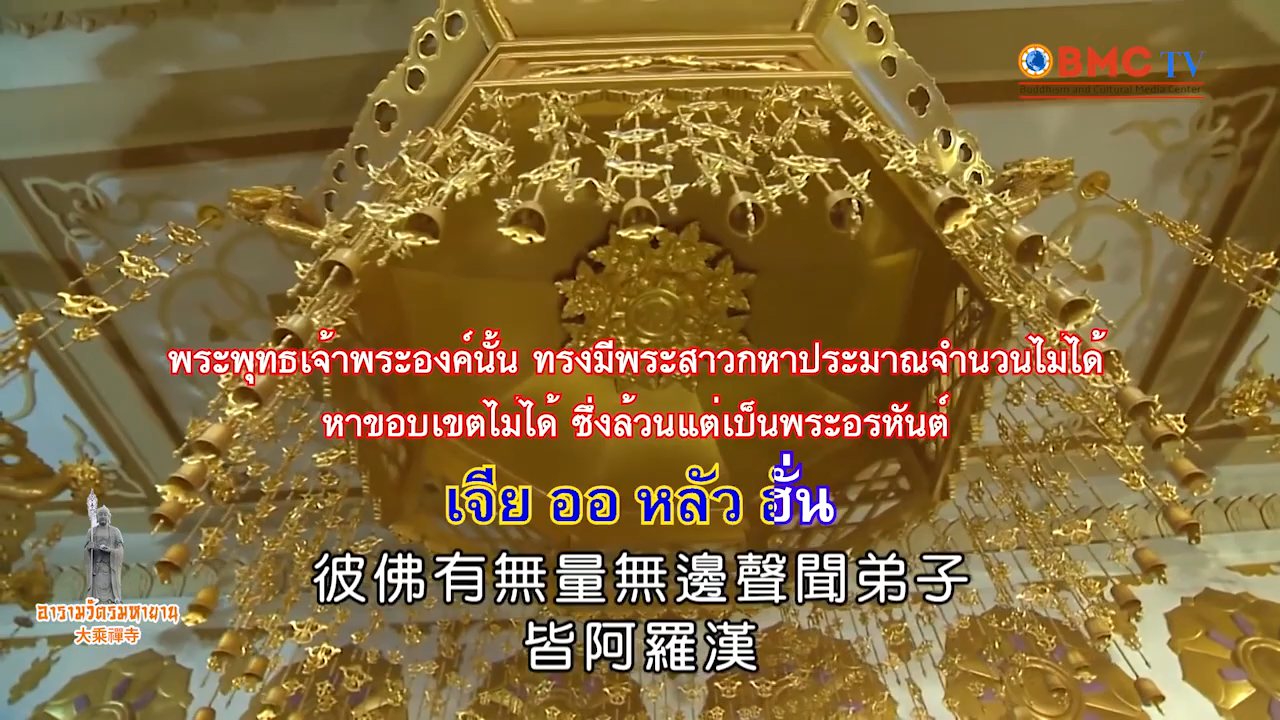 BMC TV
Buddhism and Cultural Media Center
พระพุทธเจ้าพระองค์นั้น ทรงมีพระสาวกหาประมาณจำนวนไม่ได้
หาขอบเขตไม่ได้ ซึ่งล้วนแต่เป็นพระอรหันต์
เจีย ออ หลัว ฮั่น
彼佛有無量無邊聲聞弟子
皆阿羅漢
อารามวัตรมหายาน
大乘禪寺